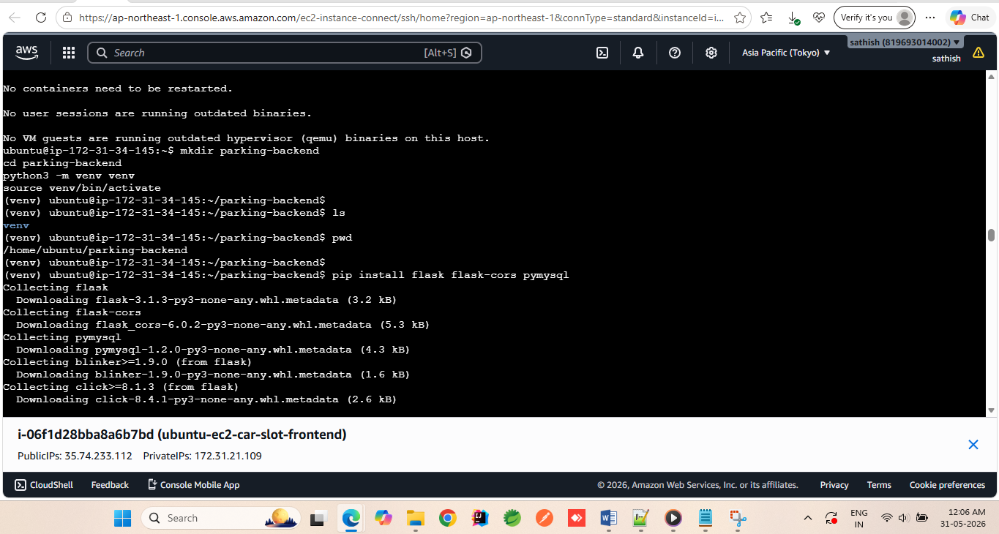 https://ap-northeast-1.console.aws.amazon.com/ec2-instance-connect/ssh/home?region=ap-northeast-1&connType=standard&instanceId=i...
Verify it's you
Chat
aws
Search
[Alt+S]
Asia Pacific (Tokyo)
sathish (819693014002)
sathish
No containers need to be restarted.
No user sessions are running outdated binaries.
No VM guests are running outdated hypervisor (qemu) binaries on this host.
ubuntu@ip-172-31-34-145:~$ mkdir parking-backend
cd parking-backend
python3 -m venv venv
source venv/bin/activate
(venv) ubuntu@ip-172-31-34-145:~/parking-backend$
(venv) ubuntu@ip-172-31-34-145:~/parking-backend$ ls
venv
(venv) ubuntu@ip-172-31-34-145:~/parking-backend$ pwd
/home/ubuntu/parking-backend
(venv) ubuntu@ip-172-31-34-145:~/parking-backend$
(venv) ubuntu@ip-172-31-34-145:~/parking-backend$ pip install flask flask-cors pymysql
Collecting flask
  Downloading flask-3.1.3-py3-none-any.whl.metadata (3.2 kB)
Collecting flask-cors
  Downloading flask_cors-6.0.2-py3-none-any.whl.metadata (5.3 kB)
Collecting pymysql
  Downloading pymysql-1.2.0-py3-none-any.whl.metadata (4.3 kB)
Collecting blinker>=1.9.0 (from flask)
  Downloading blinker-1.9.0-py3-none-any.whl.metadata (1.6 kB)
Collecting click>=8.1.3 (from flask)
  Downloading click-8.4.1-py3-none-any.whl.metadata (2.6 kB)
i-06f1d28bba8a6b7bd (ubuntu-ec2-car-slot-frontend)
PublicIPs: 35.74.233.112 PrivateIPs: 172.31.21.109
CloudShell
Feedback
Console Mobile App
© 2026, Amazon Web Services, Inc. or its affiliates.
Privacy
Terms
Cookie preferences
Search
ENG
IN
12:06 AM
31-05-2026